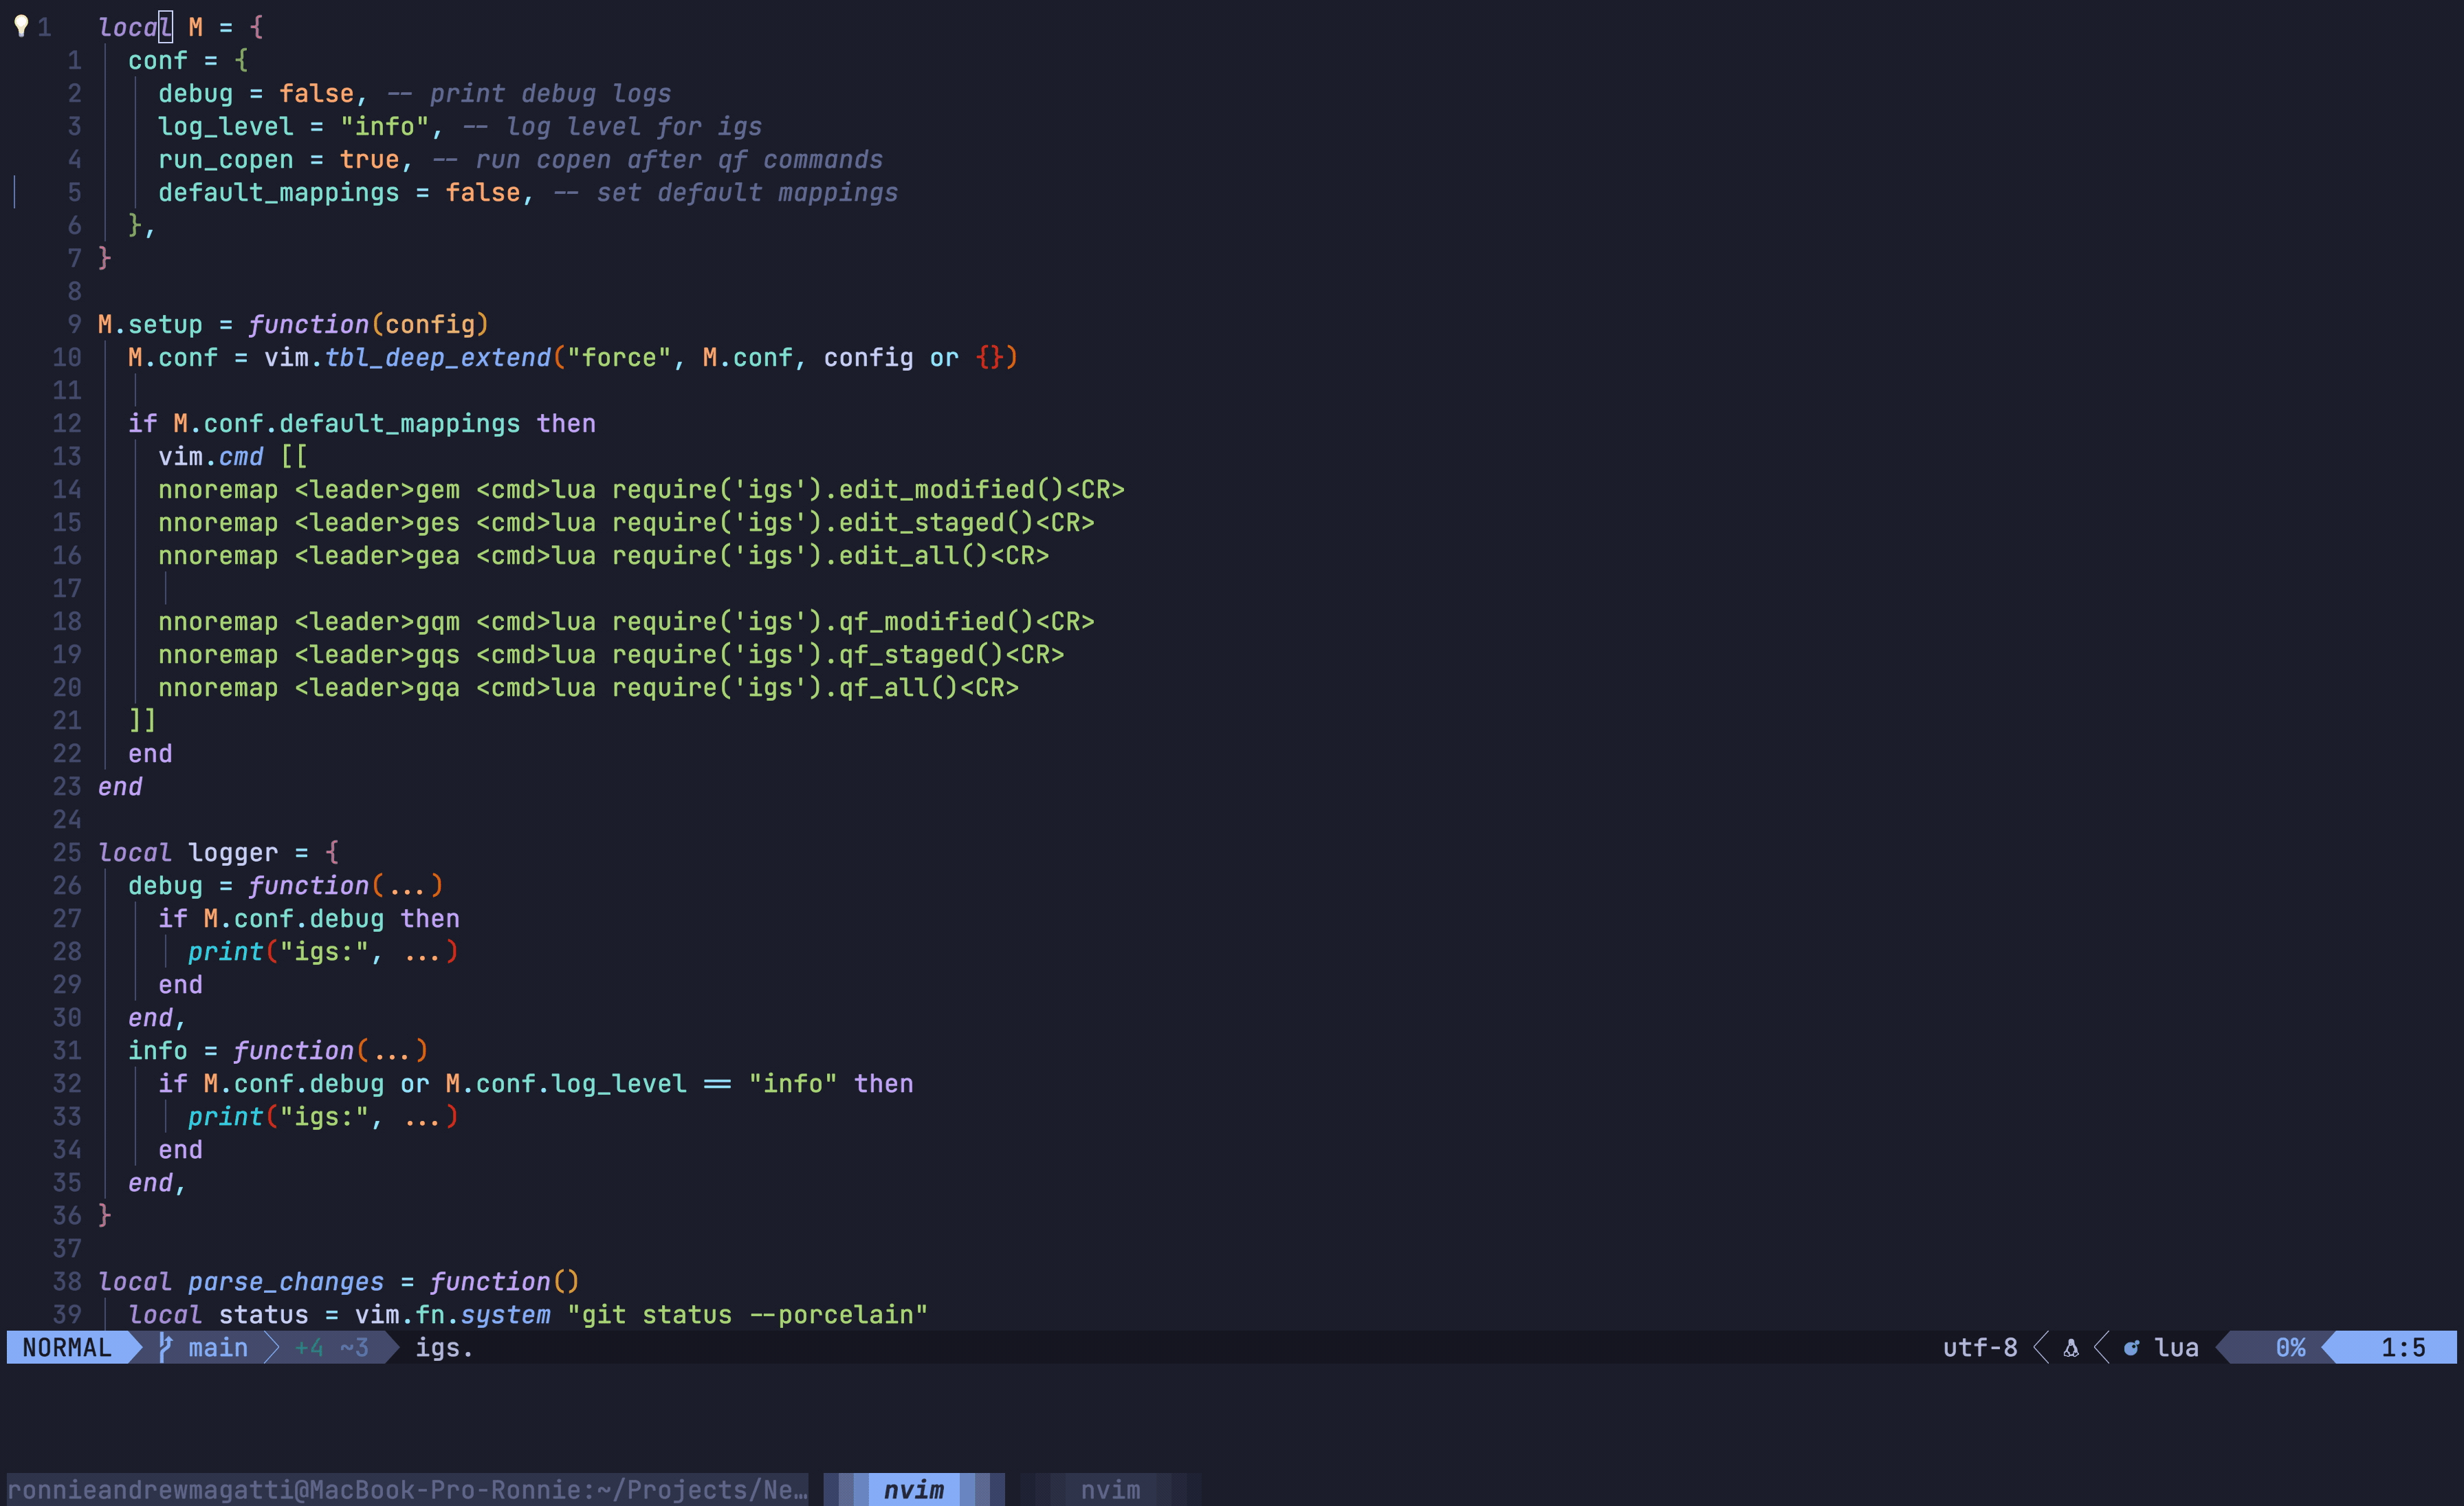 1 local M = {
1 conf = {
2 debug = false, -- print debug logs
3 log_level = "info", -- log level for igs
4 run_copen = true, -- run copen after qf commands
5 default_mappings = false, -- set default mappings
6 },
7 }
8
9 M.setup = function(config)
10 M.conf = vim.tbl_deep_extend("force", M.conf, config or {})
11
12 if M.conf.default_mappings then
13 vim.cmd [[
14 nnoremap <leader>gem <cmd>lua require('igs').edit_modified()<CR>
15 nnoremap <leader>ges <cmd>lua require('igs').edit_staged()<CR>
16 nnoremap <leader>gea <cmd>lua require('igs').edit_all()<CR>
17
18 nnoremap <leader>gqm <cmd>lua require('igs').qf_modified()<CR>
19 nnoremap <leader>gqs <cmd>lua require('igs').qf_staged()<CR>
20 nnoremap <leader>gqa <cmd>lua require('igs').qf_all()<CR>
21 ]]
22 end
23 end
24
25 local logger = {
26 debug = function(...)
27 if M.conf.debug then
28 print("igs:", ...)
29 end
30 end,
31 info = function(...)
32 if M.conf.debug or M.conf.log_level == "info" then
33 print("igs:", ...)
34 end
35 end,
36 }
37
38 local parse_changes = function()
39 local status = vim.fn.system "git status --porcelain"
NORMAL main +4 ~3 igs. utf-8 lua 0% 1:5
ronnieandrewmagatti@MacBook-Pro-Ronnie:~/Projects/Ne… nvim nvim